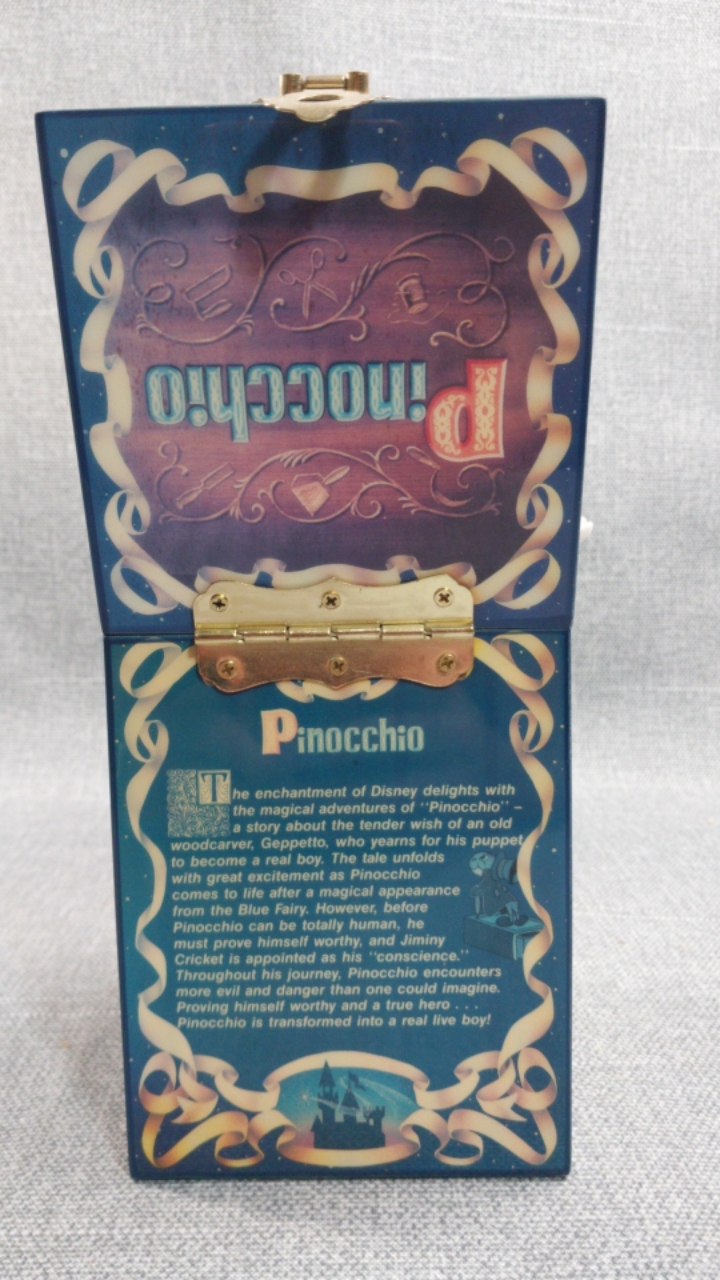 Pinocchio
Pinocchio
The enchantment of Disney delights with
the magical adventures of "Pinocchio" –
a story about the tender wish of an old
woodcarver, Geppetto, who yearns for his puppet
to become a real boy. The tale unfolds
with great excitement as Pinocchio
comes to life after a magical appearance
from the Blue Fairy. However, before
Pinocchio can be totally human, he
must prove himself worthy, and Jiminy
Cricket is appointed as his "conscience."
Throughout his journey, Pinocchio encounters
more evil and danger than one could imagine.
Proving himself worthy and a true hero . . .
Pinocchio is transformed into a real live boy!